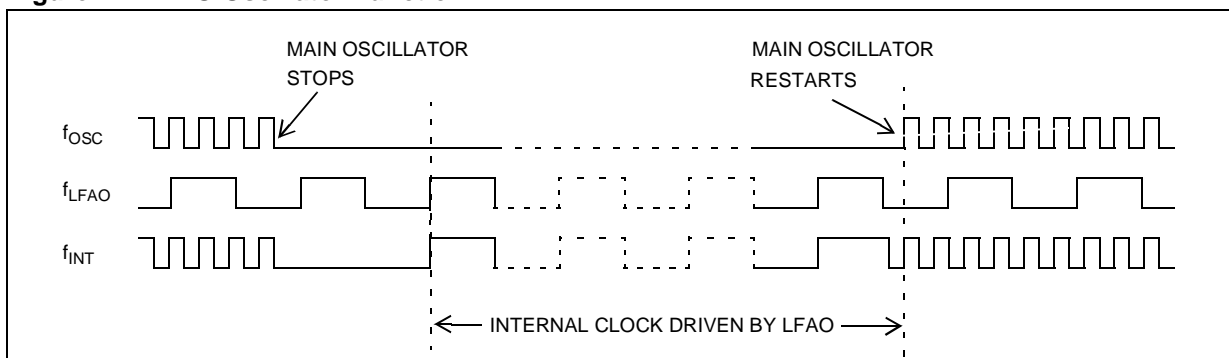 MAIN OSCILLATOR
STOPS
MAIN OSCILLATOR
RESTARTS
fOSC
fLFAO
fINT
INTERNAL CLOCK DRIVEN BY LFAO